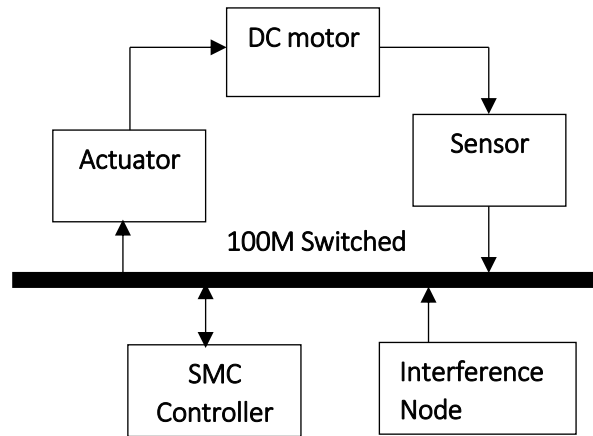 DC motor
Actuator
Sensor
100M Switched
SMC
Controller
Interference
Node